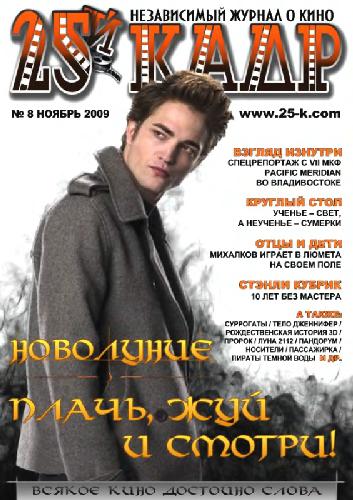 НЕЗАВИСИМЫЙ ЖУРНАЛ О КИНО
25й КАДР
№ 8 НОЯБРЬ 2009
www.25-k.com
ВЗГЛЯД ИЗНУТРИ
СПЕЦРЕПОРТАЖ С VII МКФ
PACIFIC MERIDIAN
ВО ВЛАДИВОСТОКЕ
КРУГЛЫЙ СТОЛ
УЧЕНЬЕ – СВЕТ,
А НЕУЧЕНЬЕ – СУМЕРКИ
ОТЦЫ И ДЕТИ
МИХАЛКОВ ИГРАЕТ В ЛЮМЕТА
НА СВОЕМ ПОЛЕ
СТЭНЛИ КУБРИК
10 ЛЕТ БЕЗ МАСТЕРА
А ТАКЖЕ
СУРРОГАТЫ / ТЕЛО ДЖЕННИФЕР /
РОЖДЕСТВЕНСКАЯ ИСТОРИЯ 3D /
ПРОРОК / ЛУНА 2112 / ПАНДОРУМ /
НОСИТЕЛИ / ПАССАЖИРКА /
ПИРАТЫ ТЕМНОЙ ВОДЫ И ДР.
НОВОЛУНИЕ
ПЛАЧЬ, ЖУЙ
И СМОТРИ!
ВСЯКОЕ КИНО ДОСТОЙНО СЛОВА